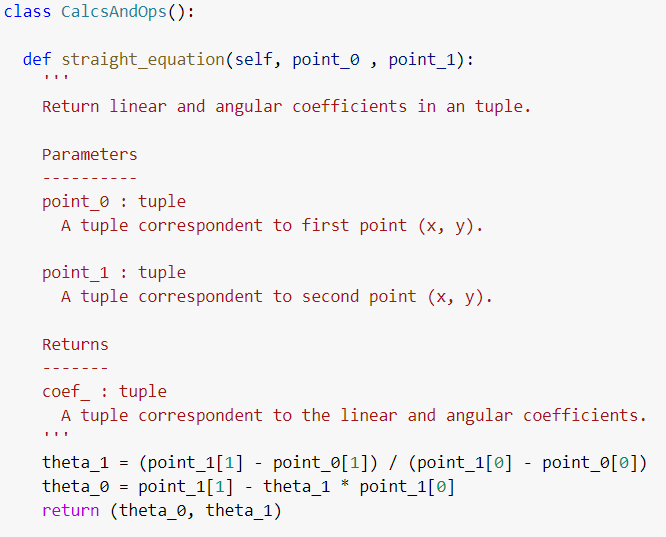 class CalcsAndOps():
def straight_equation(self, point_0 , point_1):
'''
Return linear and angular coefficients in an tuple.
Parameters
----------
point_0 : tuple
A tuple correspondent to first point (x, y).
point_1 : tuple
A tuple correspondent to second point (x, y).
Returns
-------
coef_ : tuple
A tuple correspondent to the linear and angular coefficients.
'''
theta_1 = (point_1[1] - point_0[1]) / (point_1[0] - point_0[0])
theta_0 = point_1[1] - theta_1 * point_1[0]
return (theta_0, theta_1)